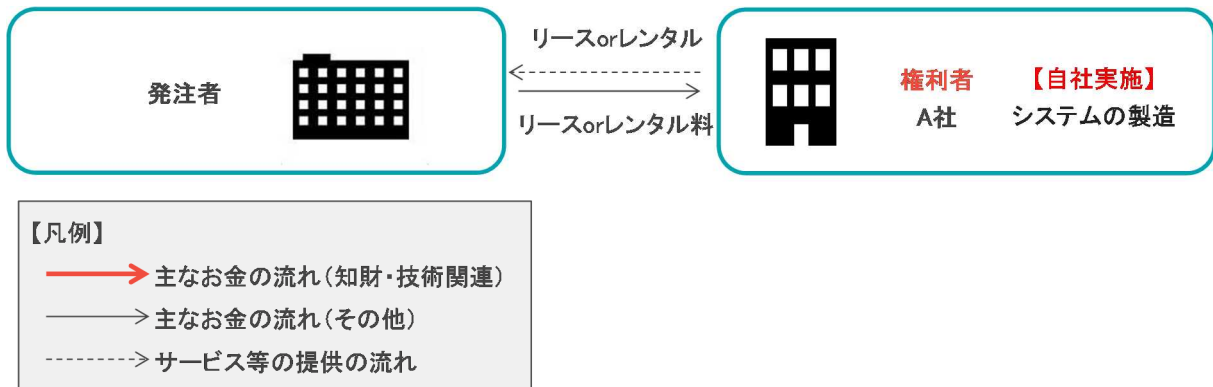 発注者
リースorレンタル
リースorレンタル料
権利者
A社
【自社実施】
システムの製造
【凡例】
主なお金の流れ（知財・技術関連）
主なお金の流れ（その他）
サービス等の提供の流れ